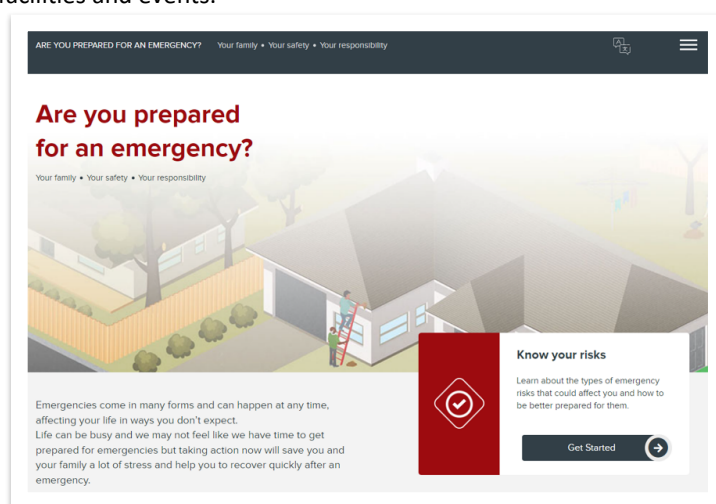 facilities and events.
ARE YOU PREPARED FOR AN EMERGENCY? Your family • Your safety • Your responsibility
Are you prepared
for an emergency?
Your family • Your safety • Your responsibility
Know your risks
Learn about the types of emergency
risks that could affect you and how to
be better prepared for them.
Get Started
Emergencies come in many forms and can happen at any time,
affecting your life in ways you don't expect.
Life can be busy and we may not feel like we have time to get
prepared for emergencies but taking action now will save you and
your family a lot of stress and help you to recover quickly after an
emergency.